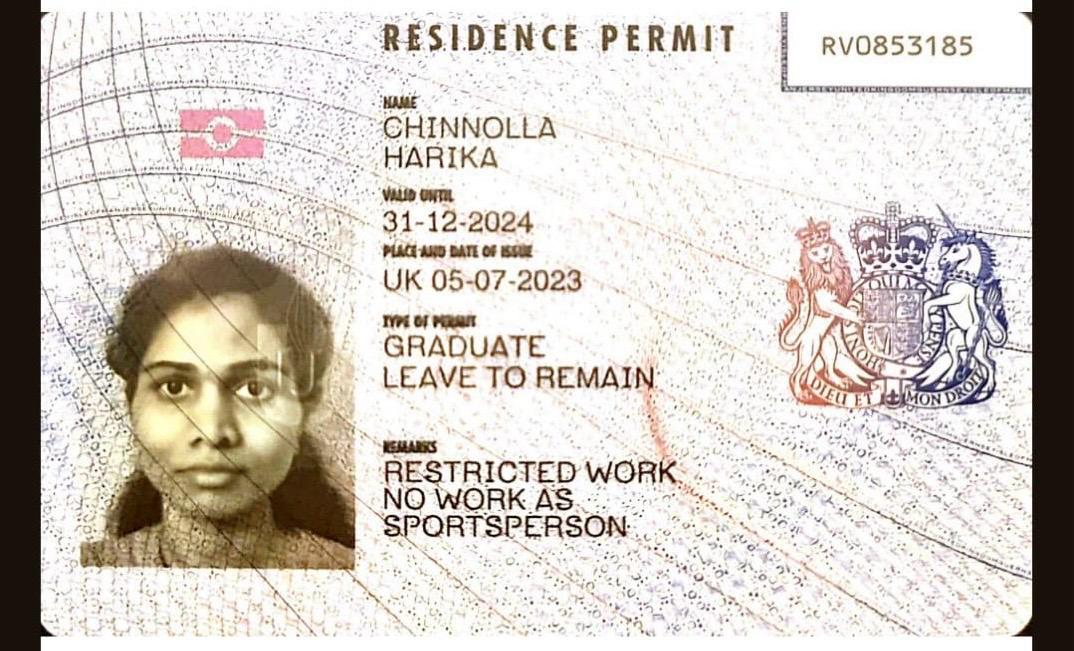 RESIDENCE PERMIT
RV0853185
NAME
CHINNOLLA
HARIKA
VALID UNTIL
31-12-2024
PLACE AND DATE OF ISSUE
UK 05-07-2023
TYPE OF PERMIT
GRADUATE
LEAVE TO REMAIN
REMARKS
RESTRICTED WORK
NO WORK AS
SPORTSPERSON
DIEU ET MON DROIT